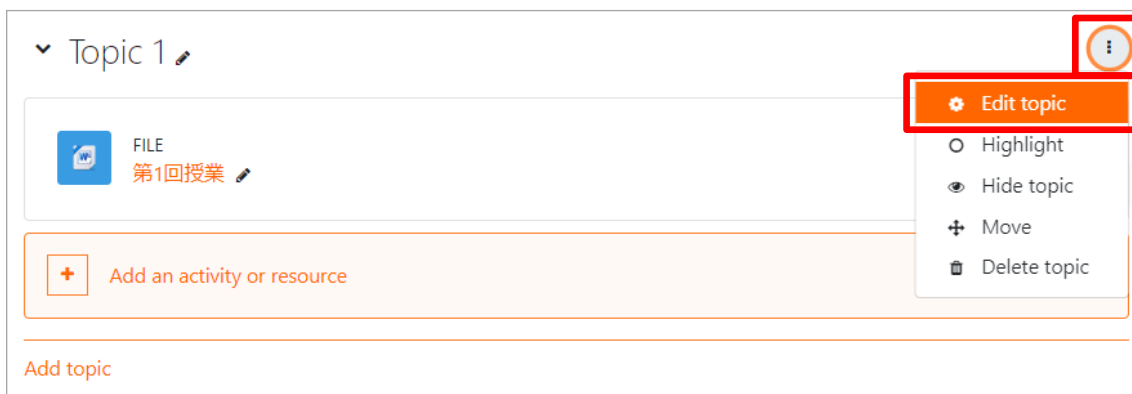 Topic 1
Edit topic
FILE
第1回授業
Highlight
Hide topic
Move
Delete topic
Add an activity or resource
Add topic